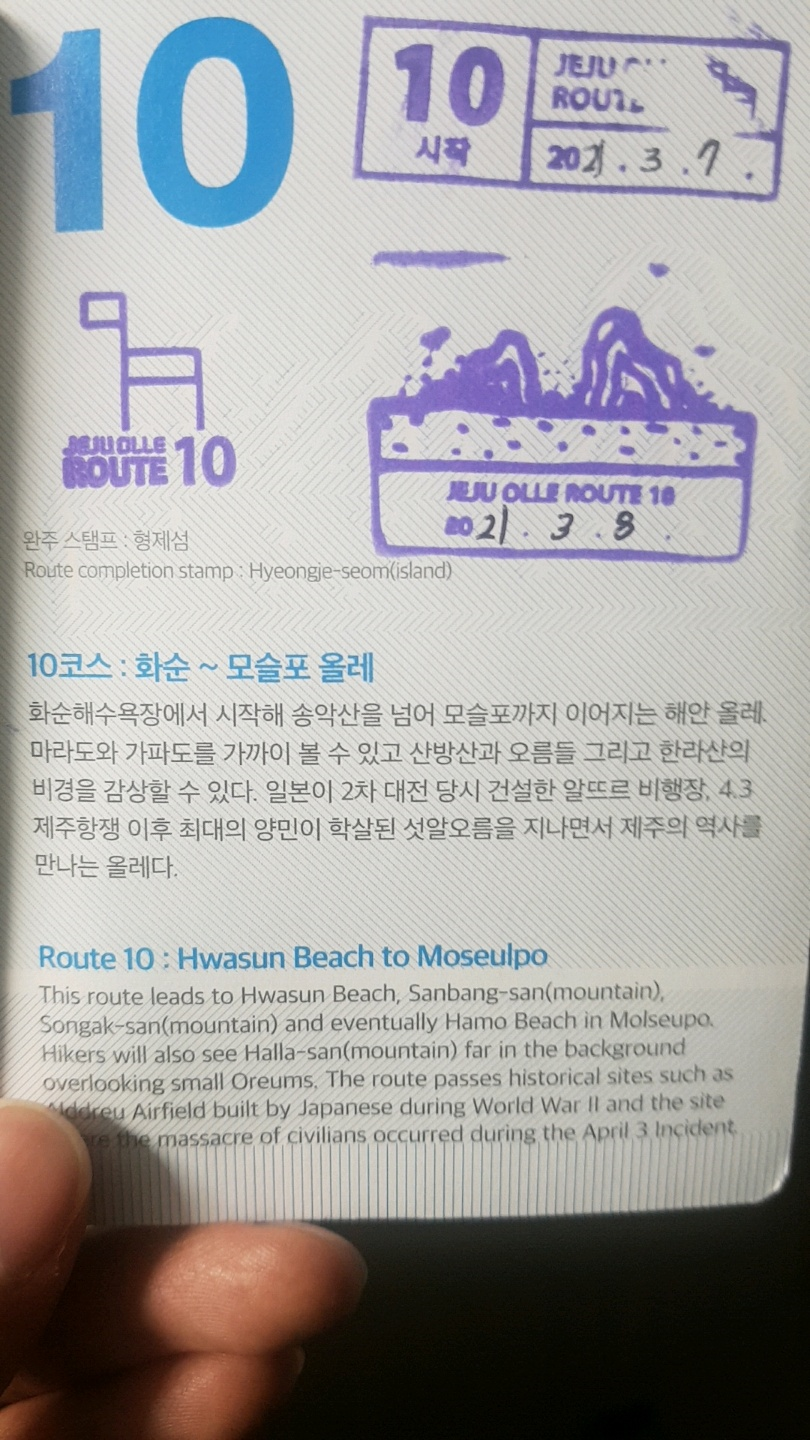 10
10
시작
JEJU
2021.3.7.
JEJU OLLE
ROUTE 10
JEJU OLLE ROUTE 10
2021.3.8.
완주 스탬프 : 형제섬
Route completion stamp : Hyeongje-seom(island)
10코스 : 화순 ~ 모슬포 올레
화순해수욕장에서 시작해 송악산을 넘어 모슬포까지 이어지는 해안 올레.
마라도와 가파도를 가까이 볼 수 있고 산방산과 오름들 그리고 한라산의
비경을 감상할 수 있다. 일본이 2차 대전 당시 건설한 알뜨르 비행장, 4.3
제주항쟁 이후 최대의 양민이 학살된 섯알오름을 지나면서 제주의 역사를
만나는 올레다.
Route 10 : Hwasun Beach to Moseulpo
This route leads to Hwasun Beach, Sanbang-san(mountain),
Songak-san(mountain) and eventually Hamo Beach in Molseupo.
Hikers will also see Halla-san(mountain) far in the background
overlooking small Oreums. The route passes historical sites such as
Airfield built by Japanese during World War II and the site
the massacre of civilians occurred during the April 3 Incident.